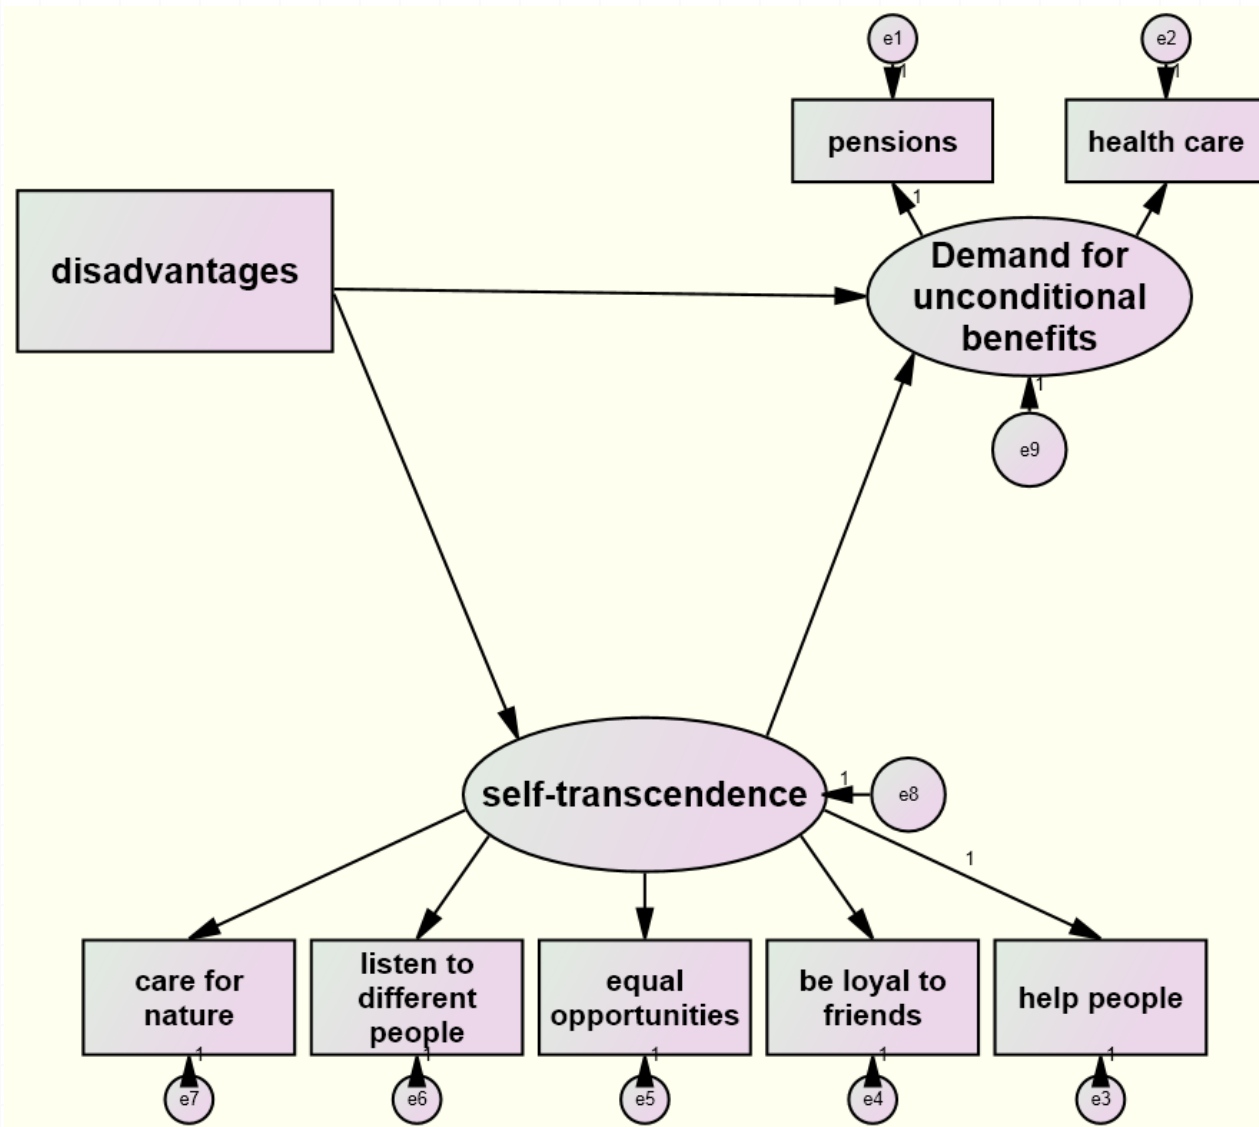 e1
e2
1
1
pensions
health care
1
disadvantages
Demand for
unconditional
benefits
1
e9
self-transcendence
1
e8
1
care for
nature
listen to
different
people
equal
opportunities
be loyal to
friends
help people
1
1
1
1
1
e7
e6
e5
e4
e3